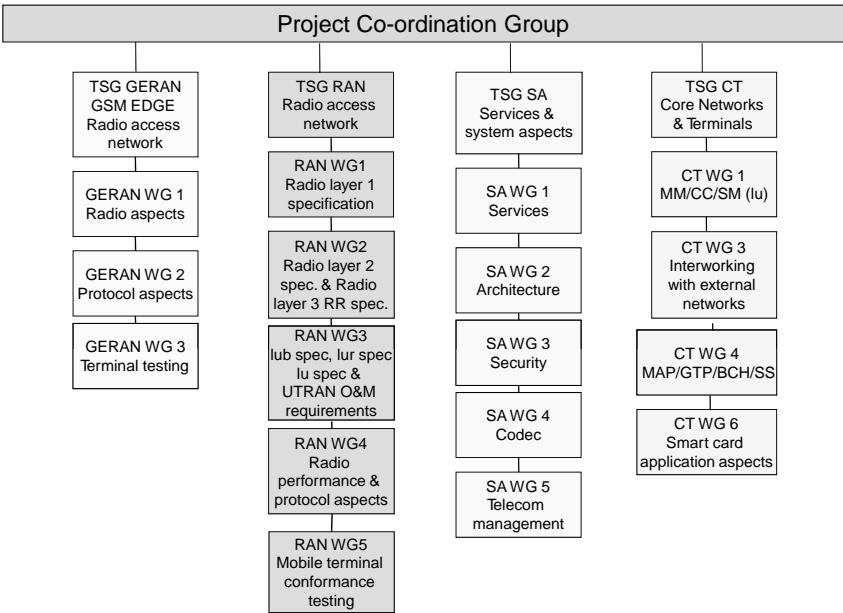 Project Co-ordination Group
TSG GERAN
GSM EDGE
Radio access
network
GERAN WG 1
Radio aspects
GERAN WG 2
Protocol aspects
GERAN WG 3
Terminal testing
TSG RAN
Radio access
network
RAN WG1
Radio layer 1
specification
RAN WG2
Radio layer 2
spec. & Radio
layer 3 RR spec.
RAN WG3
lub spec, lur spec
lu spec &
UTRAN O&M
requirements
RAN WG4
Radio
performance &
protocol aspects
RAN WG5
Mobile terminal
conformance
testing
TSG SA
Services &
system aspects
SA WG 1
Services
SA WG 2
Architecture
SA WG 3
Security
SA WG 4
Codec
SA WG 5
Telecom
management
TSG CT
Core Networks
& Terminals
CT WG 1
MM/CC/SM (lu)
CT WG 3
Interworking
with external
networks
CT WG 4
MAP/GTP/BCH/SS
CT WG 6
Smart card
application aspects